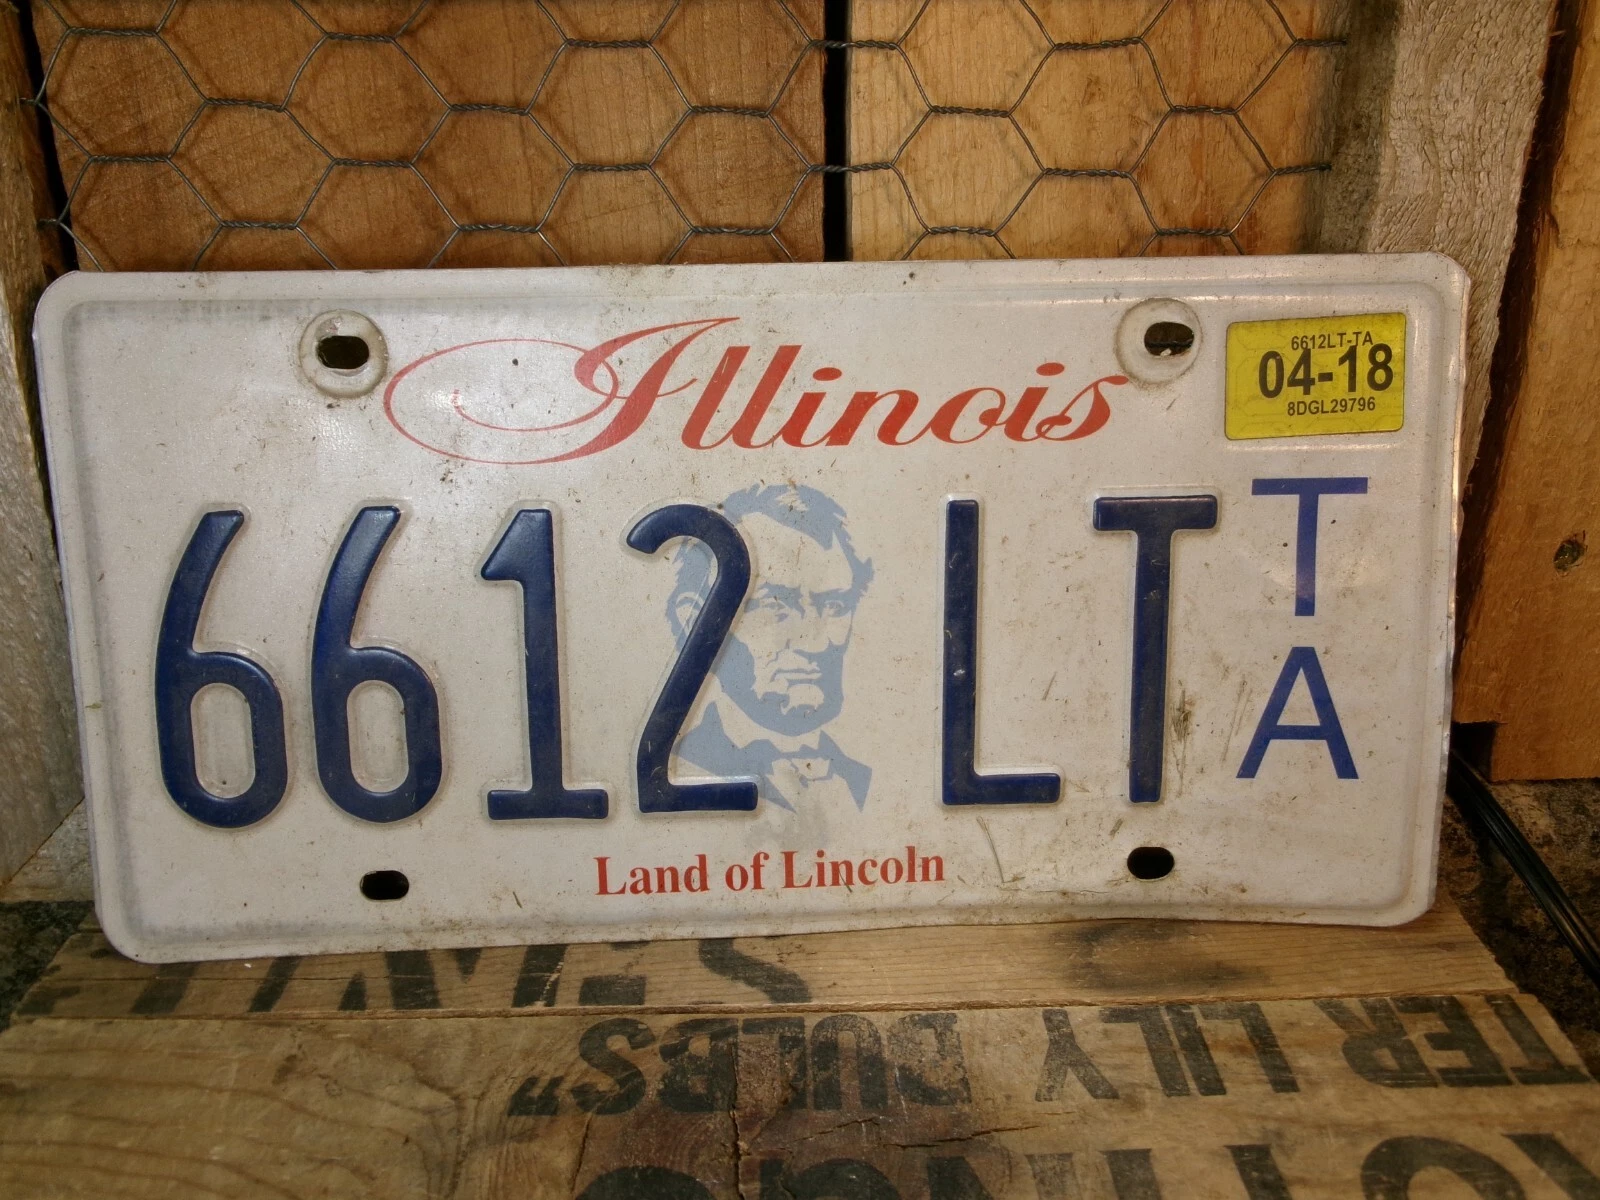 Illinois
6612LT-TA
04-18
8DGL29796
6612 LT
T
A
Land of Lincoln
TER LILY BULBS"